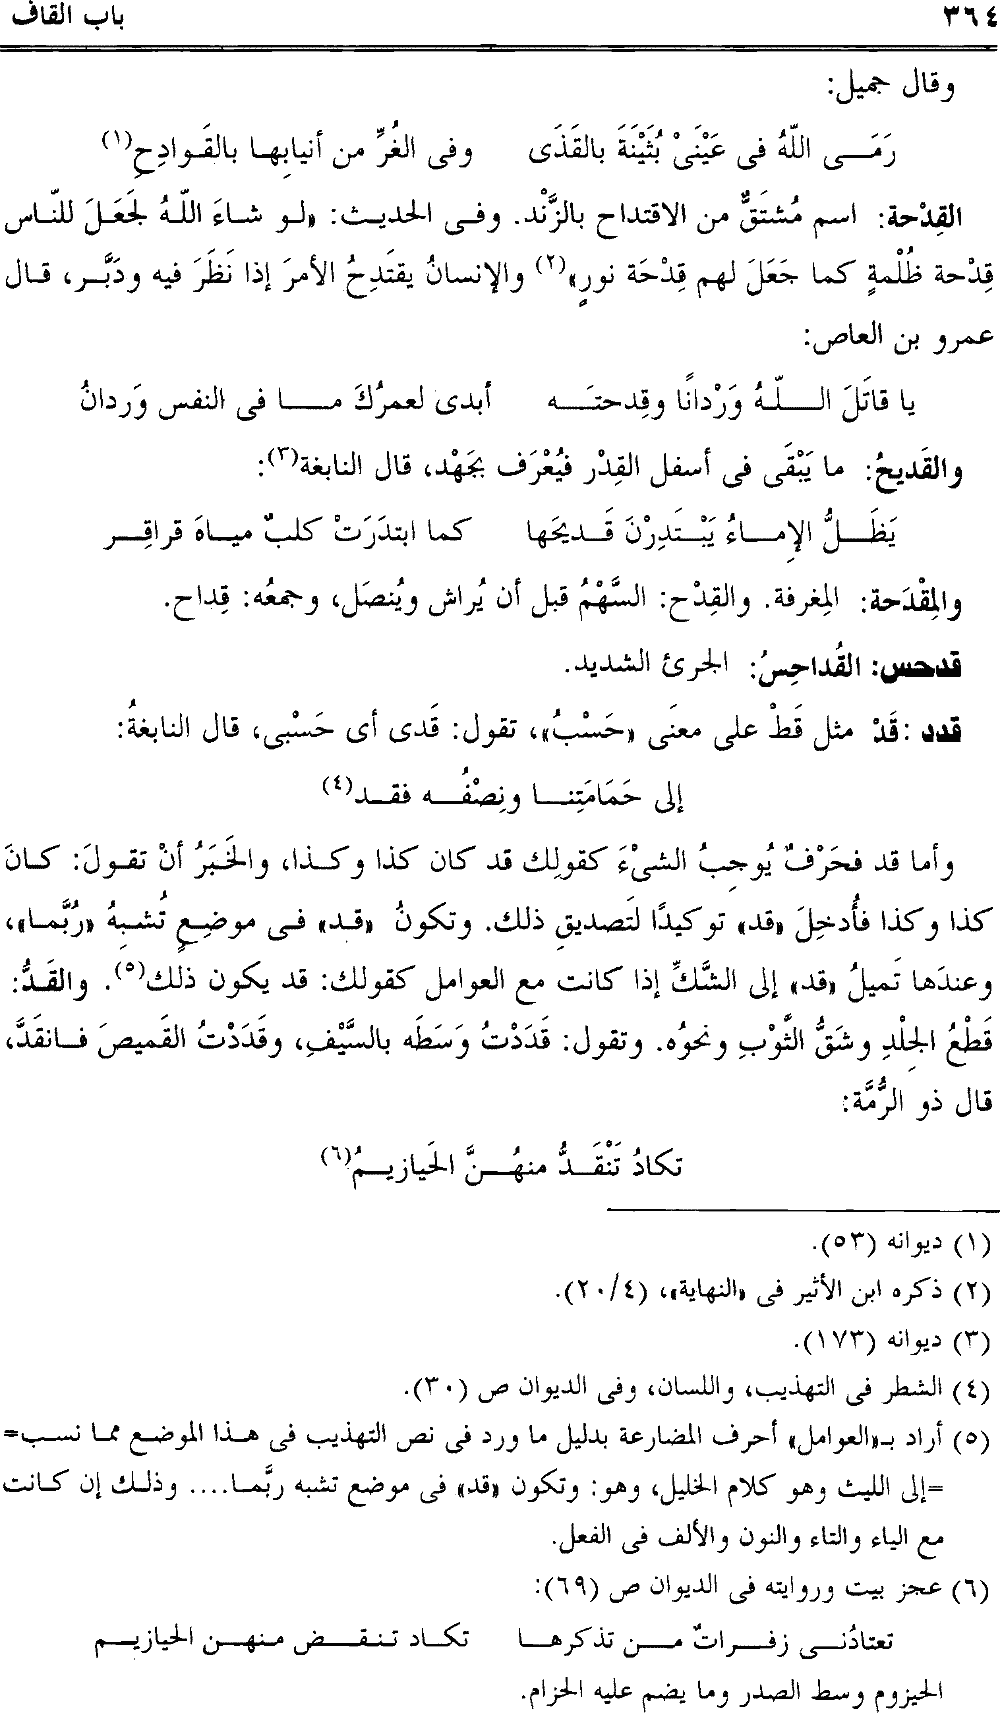 ٣٦٤ باب القاف
وقال جميل:
رَمَى اللّهُ فى عَيْنَىْ بُثَيْنَةَ بالقَذَى وفى الغُرِّ من أنيابِها بالقَوادِحِ(١)
القِدْحة: اسم مُشتَقٌّ من الاقتداح بالزَّنْد. وفى الحديث: «لو شاءَ اللّهُ لجَعَلَ للنّاس
قِدْحة ظُلْمةٍ كما جَعَلَ لهم قِدْحَة نورٍ»(٢) والإنسانُ يقتَدِحُ الأمرَ إذا نَظَرَ فيه ودَبَّر، قال
عمرو بن العاص:
يا قاتَلَ اللّهُ وَرْدانًا وقِدحتَه أبدى لعمرُكَ ما فى النفس وَردانُ
والقَديحُ: ما يَبْقَى فى أسفل القِدْر فيُعْرَف بجَهْد، قال النابغة(٣):
يَظَلُّ الإِماءُ يَبْتَدِرْنَ قَديحَها كما ابتدَرَتْ كلبٌ مياهَ قراقِرِ
والمِقْدَحة: المِغرفة. والقِدْح: السَّهْمُ قبل أن يُراش ويُنصَل، وجمعُه: قِداح.
قدحس: القُداحِسُ: الجرئ الشديد.
قدد: قَدْ مثل قَطْ على معنَى «حَسْبُ»، تقول: قَدى أى حَسْبى، قال النابغةُ:
إلى حَمَامَتِنا ونِصْفُه فقد(٤)
وأما قد فحَرْفٌ يُوجِبُ الشىْءَ كقولِك قد كان كذا وكذا، والخَبَرُ أنْ تقولَ: كانَ
كذا وكذا فأُدخِلَ «قد» توكيدًا لتَصديقِ ذلك. وتكونُ «قد» فى موضِعٍ تُشبِهُ «رُبَّما»،
وعندَها تَميلُ «قد» إلى الشَّكِّ إذا كانت مع العوامل كقولك: قد يكون ذلك(٥). والقَدُّ:
قَطْعُ الجِلْدِ وشَقُّ الثَّوْبِ ونحوُه. وتقول: قَدَدْتُ وَسَطَه بالسَّيْفِ، وقَدَدْتُ القَميصَ فانقَدَّ،
قال ذو الرُّمَّة:
تكادُ تَنْقَدُّ منهُنَّ الحَيازيمُ(٦)
(١) ديوانه (٥٣).
(٢) ذكره ابن الأثير فى «النهاية»، (٢٠/٤).
(٣) ديوانه (١٧٣).
(٤) الشطر فى التهذيب، واللسان، وفى الديوان ص (٣٠).
(٥) أراد بـ«العوامل» أحرف المضارعة بدليل ما ورد فى نص التهذيب فى هذا الموضع مما نسب=
=إلى الليث وهو كلام الخليل، وهو: وتكون «قد» فى موضع تشبه ربَّما.... وذلك إن كانت
مع الياء والتاء والنون والألف فى الفعل.
(٦) عجز بيت وروايته فى الديوان ص (٦٩):
تعتادُنى زفراتٌ من تذكرها تكاد تنقض منهن الحيازيم
الحيزوم وسط الصدر وما يضم عليه الحزام.